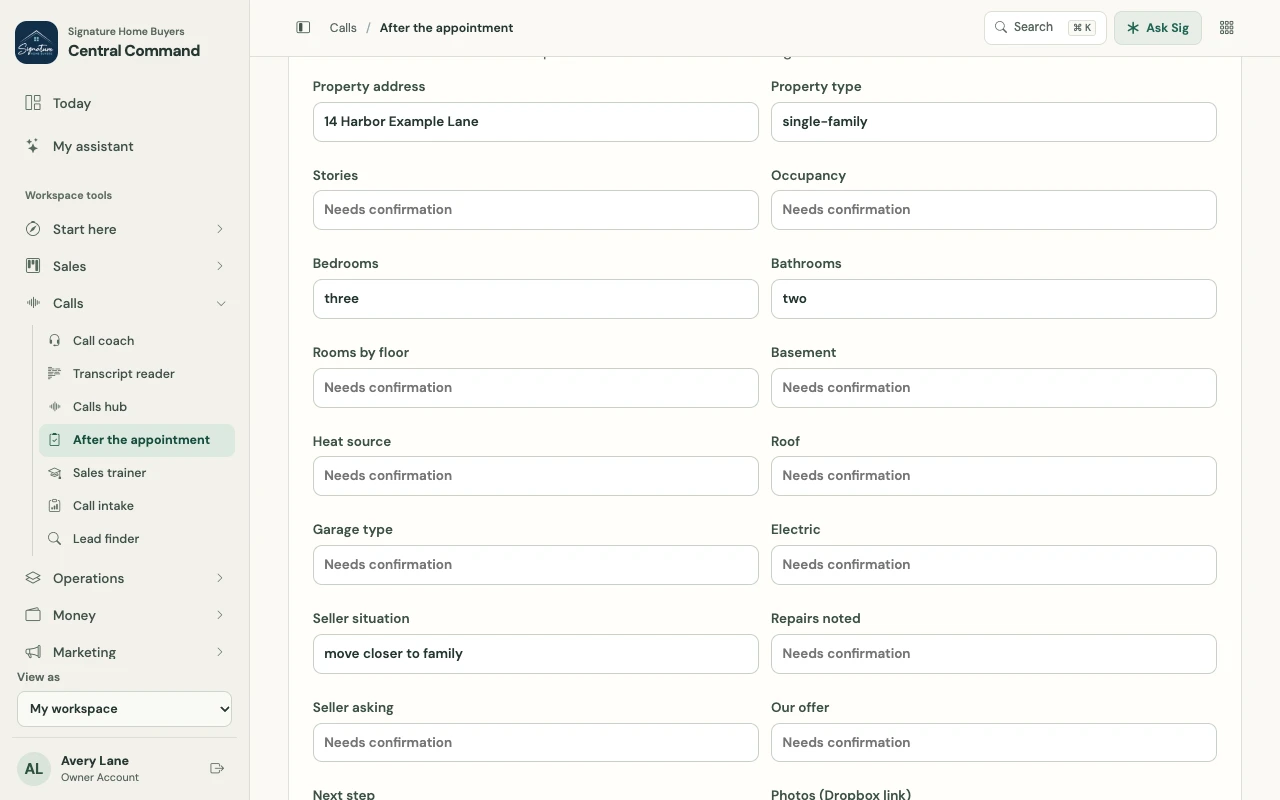 Signature Home Buyers
Central Command
Today
My assistant
Workspace tools
Start here
Sales
Calls
Call coach
Transcript reader
Calls hub
After the appointment
Sales trainer
Call intake
Lead finder
Operations
Money
Marketing
View as
My workspace
AL
Avery Lane
Owner Account
Calls / After the appointment
Search ⌘ K
Ask Sig
Property address
14 Harbor Example Lane
Property type
single-family
Stories
Needs confirmation
Occupancy
Needs confirmation
Bedrooms
three
Bathrooms
two
Rooms by floor
Needs confirmation
Basement
Needs confirmation
Heat source
Needs confirmation
Roof
Needs confirmation
Garage type
Needs confirmation
Electric
Needs confirmation
Seller situation
move closer to family
Repairs noted
Needs confirmation
Seller asking
Needs confirmation
Our offer
Needs confirmation
Next step
Photos (Dropbox link)